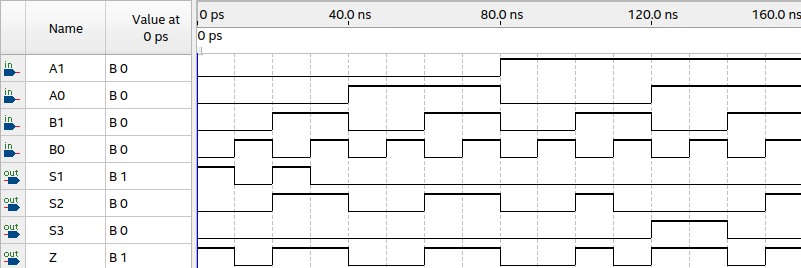 Name Value at 0 ps 0 ps 40.0 ns 80.0 ns 120.0 ns 160.0 ns
0 ps
in A1 B 0
in A0 B 0
in B1 B 0
in B0 B 0
out S1 B 1
out S2 B 0
out S3 B 0
out Z B 1